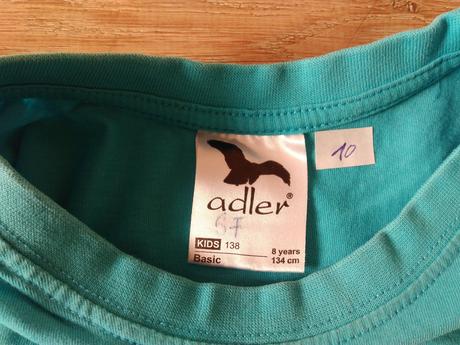 10
adler®
KIDS 138
8 years
Basic
134 cm